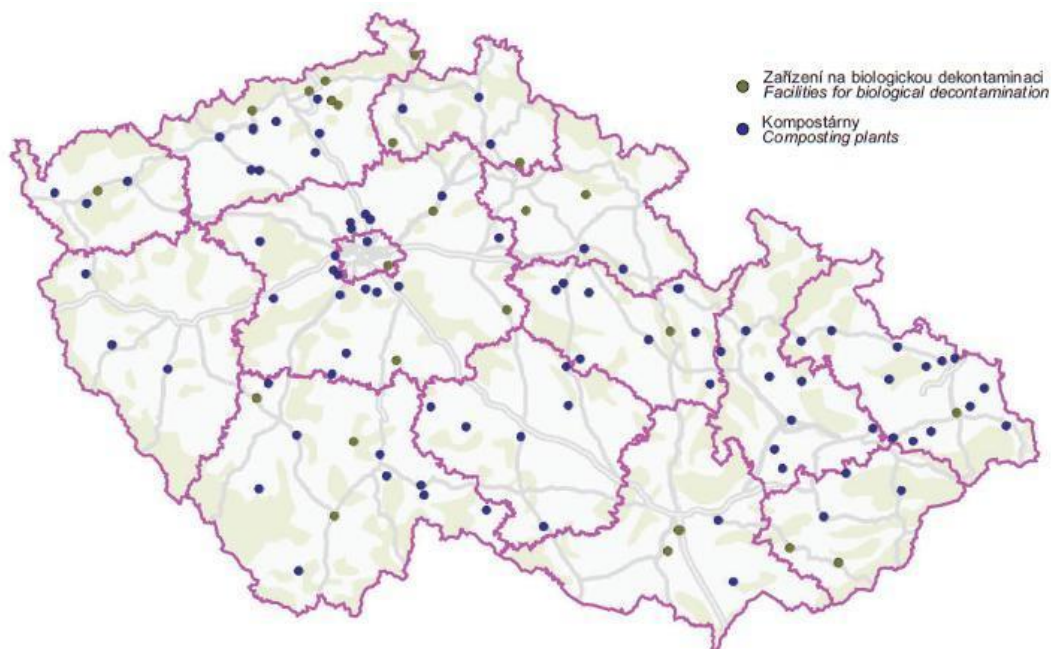 Zařízení na biologickou dekontaminaci
Facilities for biological decontamination
Kompostárny
Composting plants